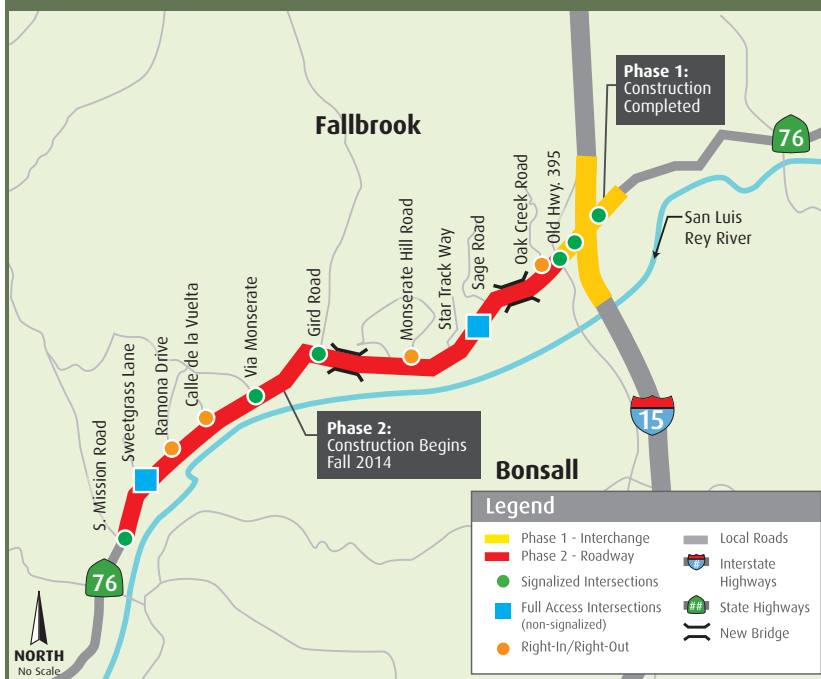 Phase 1:
Construction
Completed
76
Fallbrook
San Luis
Rey River
S. Mission Road
Sweetgrass Lane
Ramona Drive
Calle de la Vuelta
Via Monserate
Gird Road
Monserate Hill Road
Star Track Way
Sage Road
Oak Creek Road
Old Hwy. 395
Phase 2:
Construction Begins
Fall 2014
15
Bonsall
76
NORTH
No Scale
Legend
Phase 1 - Interchange
Phase 2 - Roadway
Signalized Intersections
Full Access Intersections
(non-signalized)
Right-In/Right-Out
Local Roads
#
Interstate
Highways
##
State Highways
New Bridge